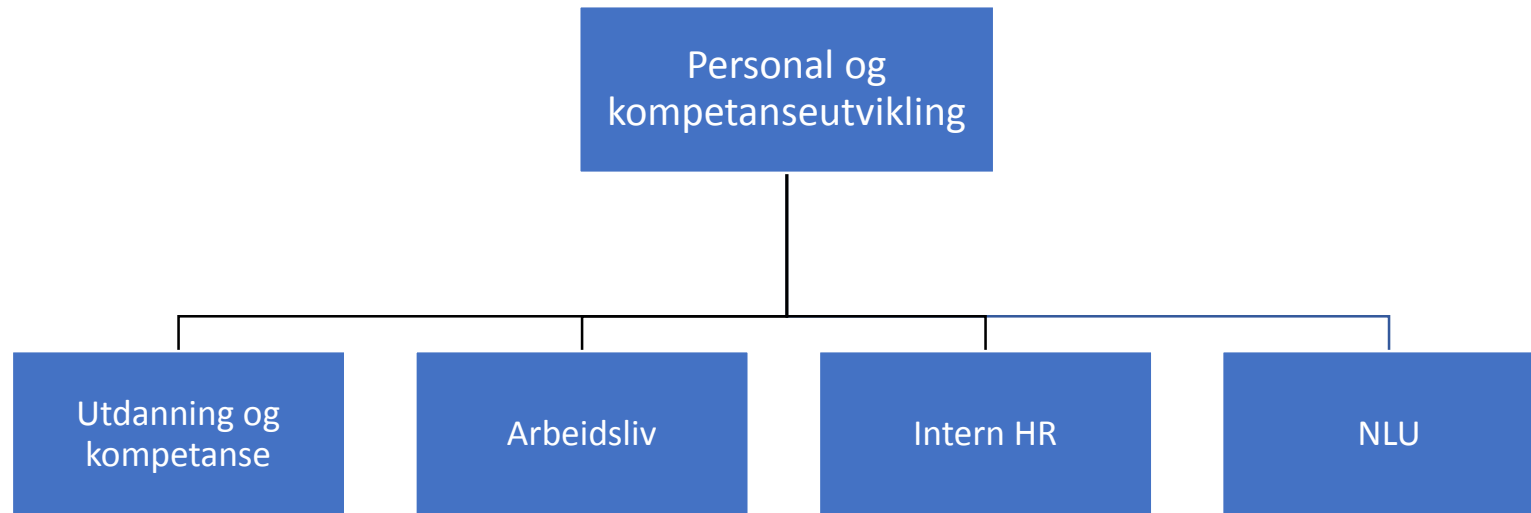 Personal og
kompetanseutvikling
Utdanning og
kompetanse
Arbeidsliv
Intern HR
NLU